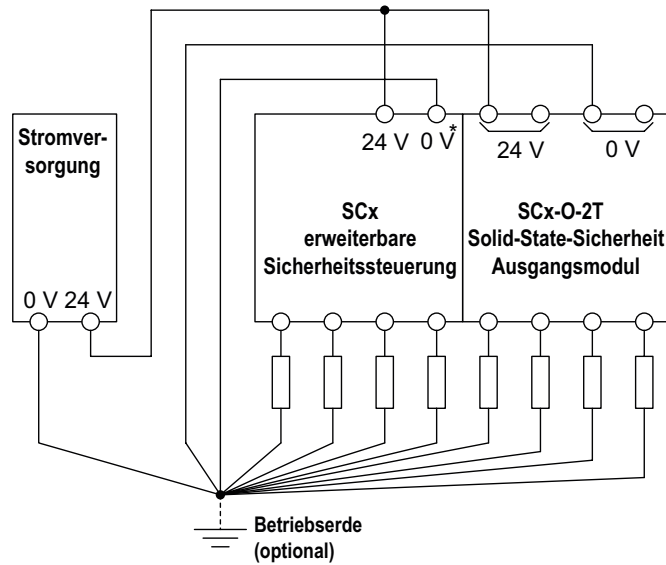 Stromver-
sorgung
0 V 24 V
24 V 0 V*
24 V
0 V
SCx
erweiterbare
Sicherheitssteuerung
SCx-O-2T
Solid-State-Sicherheit
Ausgangsmodul
Betriebserde
(optional)